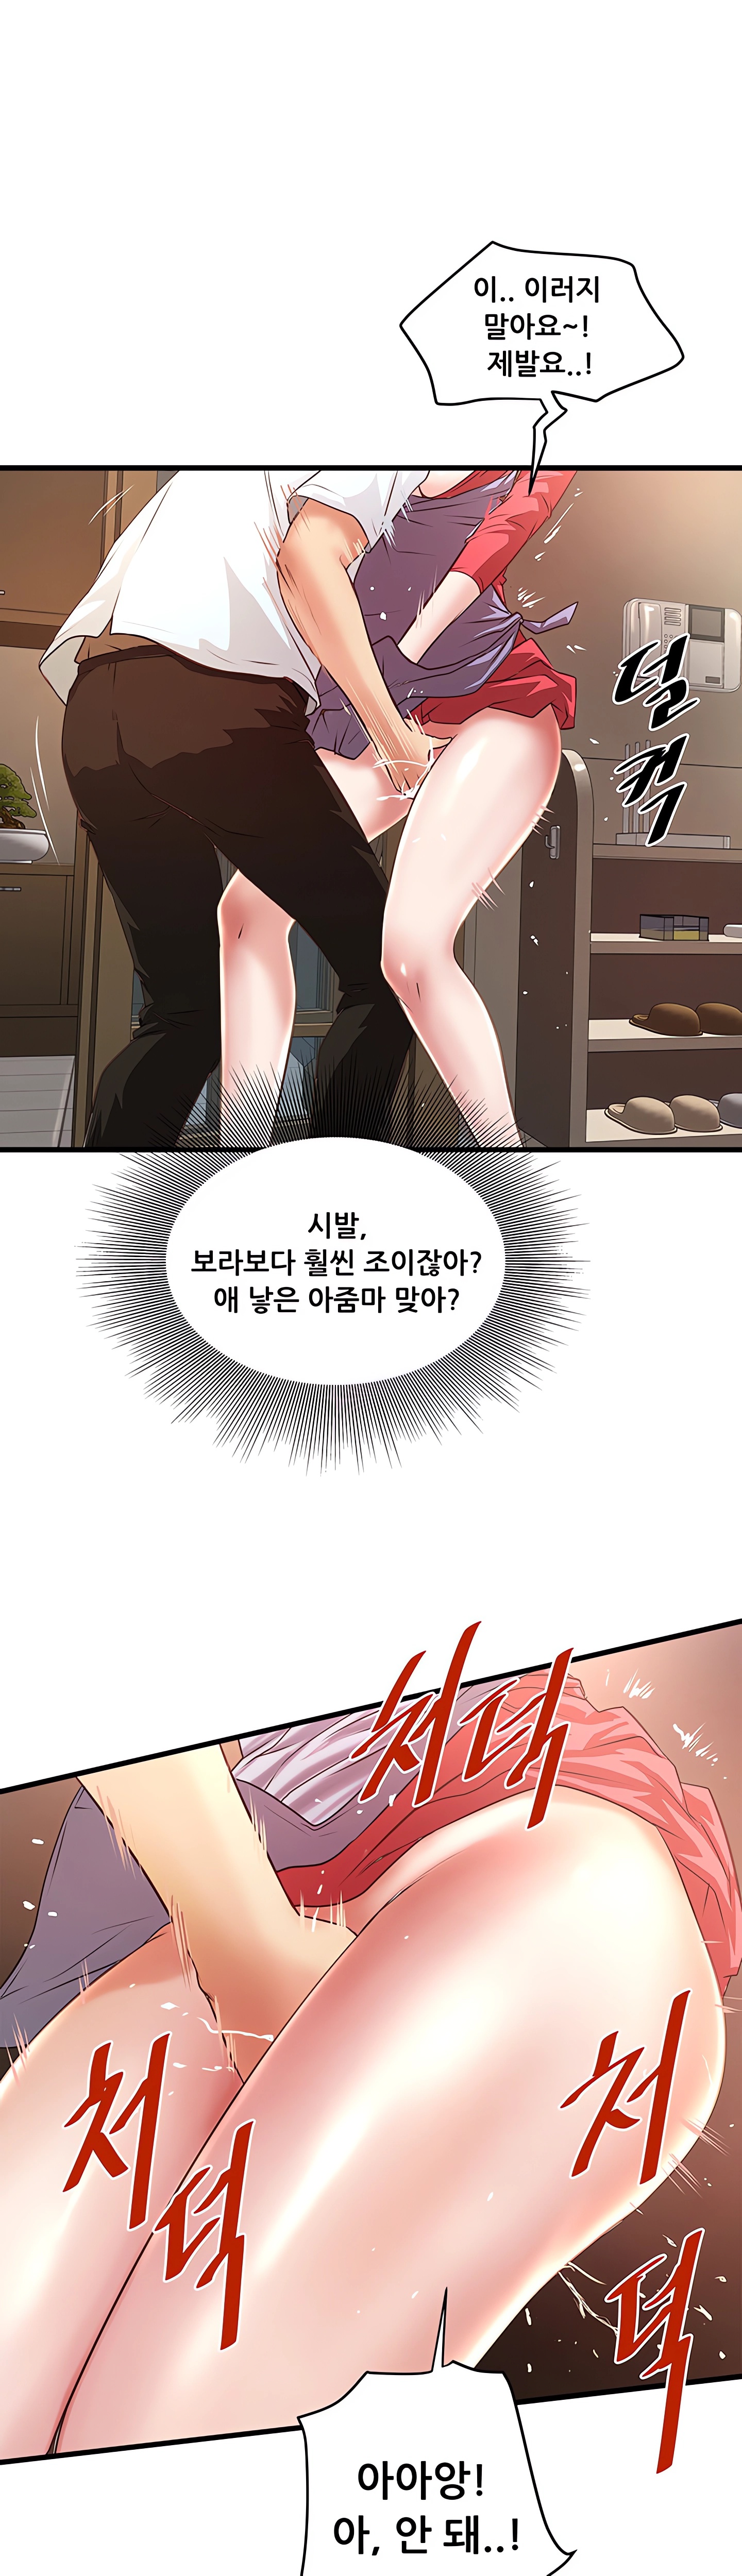 이.. 이러지
말아요~!
제발요..!
덜
컥
시발,
보라보다 훨씬 조이잖아?
애 낳은 아줌마 맞아?
처덕
처
덕
처
덕
아아앙!
아, 안 돼..!